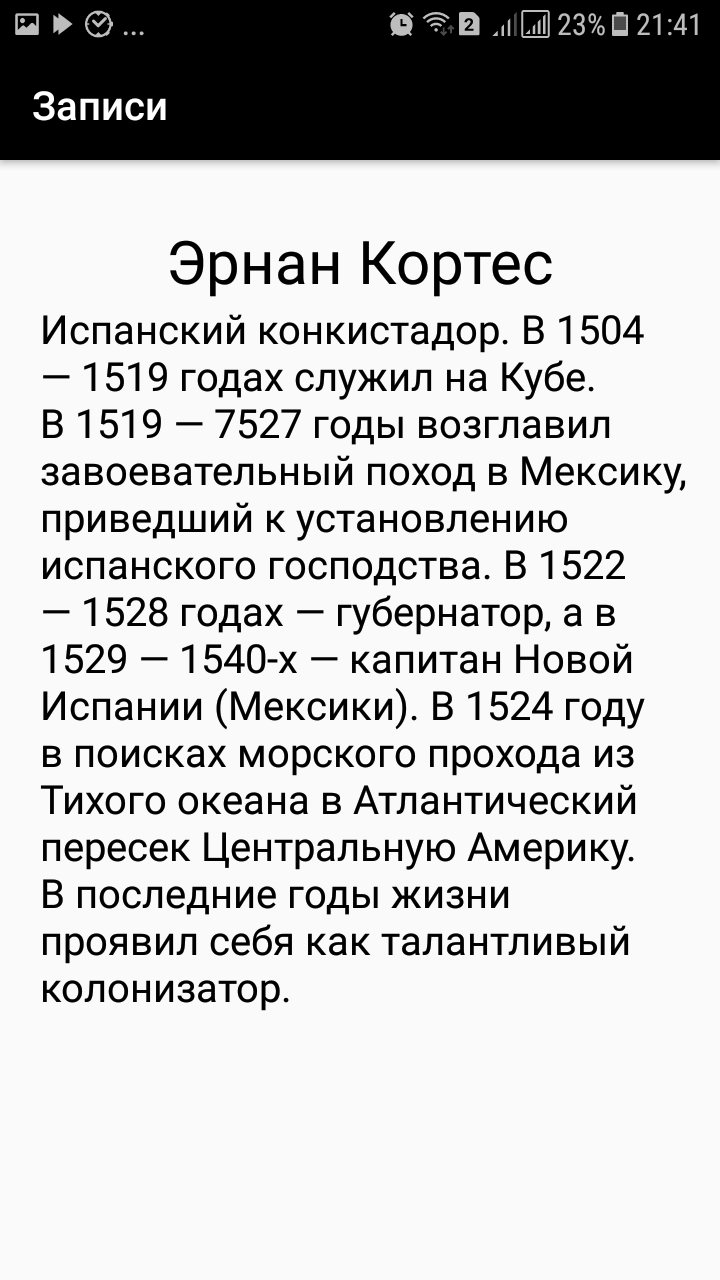 ... 2 23% 21:41
Записи
Эрнан Кортес
Испанский конкистадор. В 1504
— 1519 годах служил на Кубе.
В 1519 — 7527 годы возглавил
завоевательный поход в Мексику,
приведший к установлению
испанского господства. В 1522
— 1528 годах — губернатор, а в
1529 — 1540-х — капитан Новой
Испании (Мексики). В 1524 году
в поисках морского прохода из
Тихого океана в Атлантический
пересек Центральную Америку.
В последние годы жизни
проявил себя как талантливый
колонизатор.